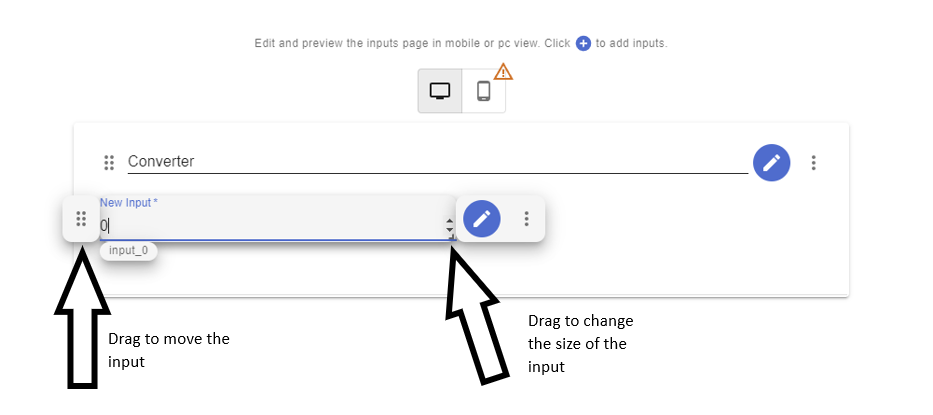 Edit and preview the inputs page in mobile or pc view. Click + to add inputs.
Converter
New Input *
0
input_0
Drag to move the
input
Drag to change
the size of the
input